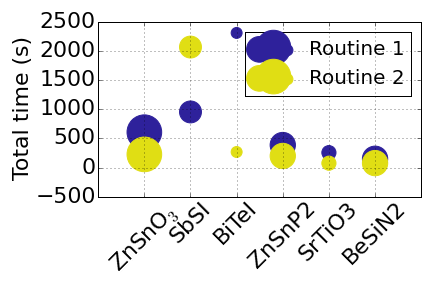 Total time (s)
2500
2000
1500
1000
500
0
−500
Routine 1
Routine 2
ZnSnO₃
SbSI
BiTeI
ZnSnP2
SrTiO3
BeSiN2